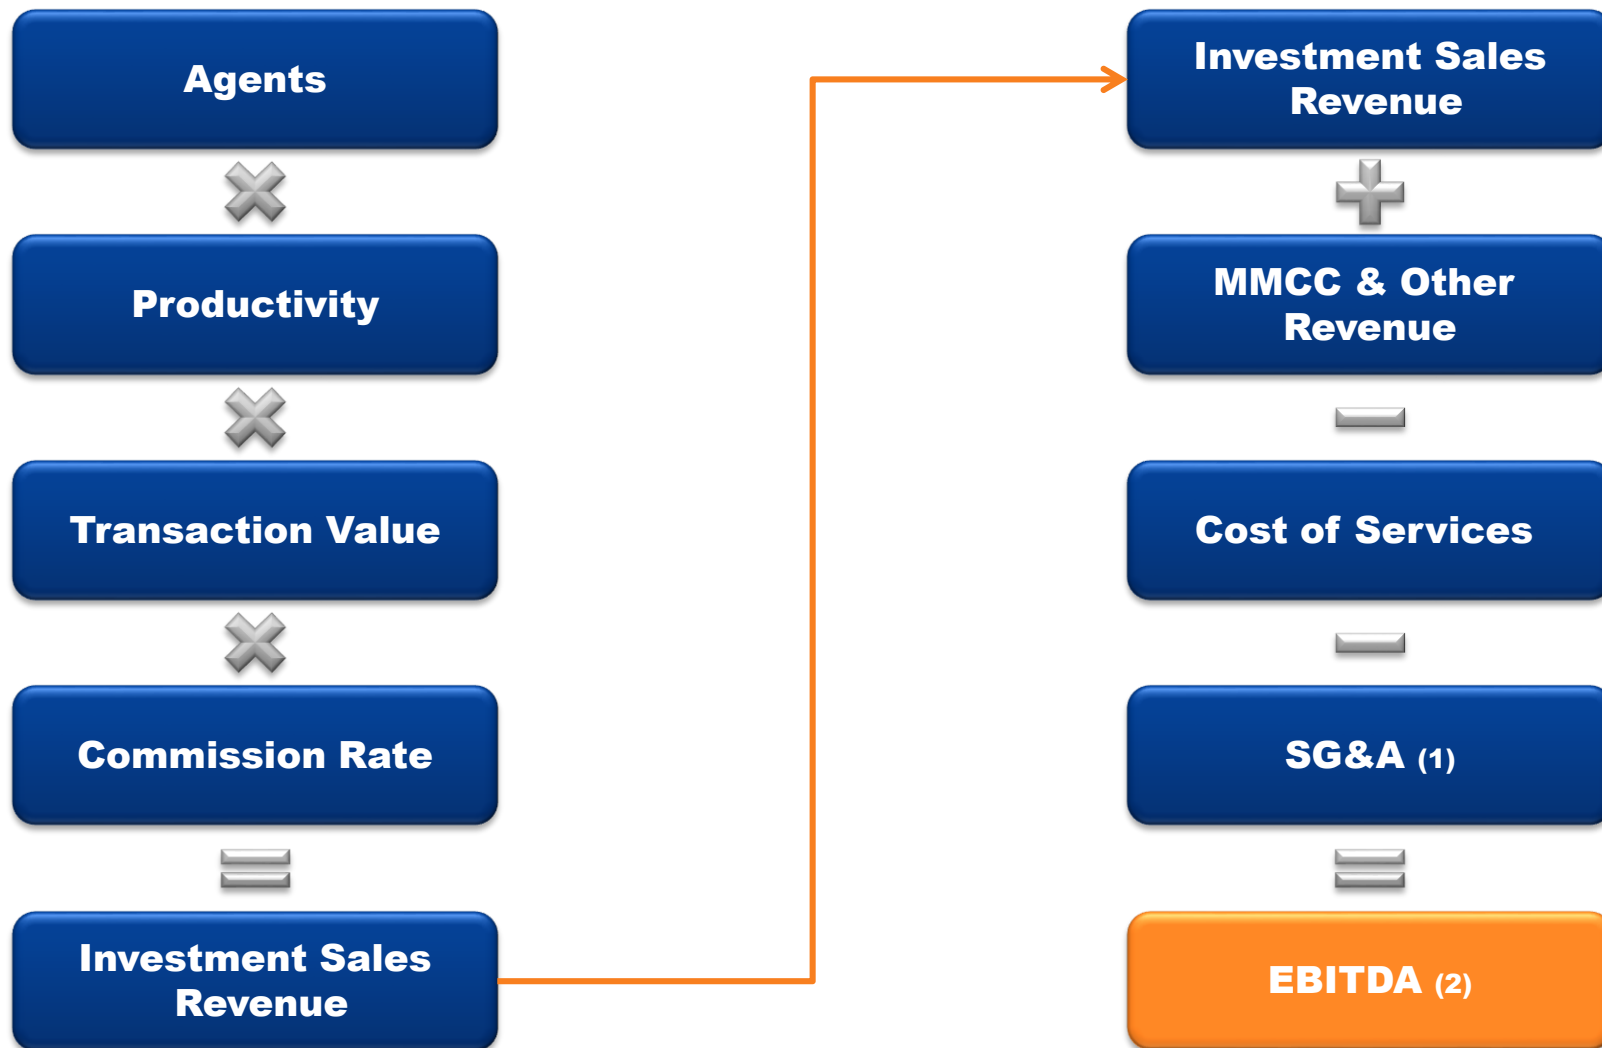 Agents
Productivity
Transaction Value
Commission Rate
Investment Sales
Revenue
Investment Sales
Revenue
MMCC & Other
Revenue
Cost of Services
SG&A (1)
EBITDA (2)